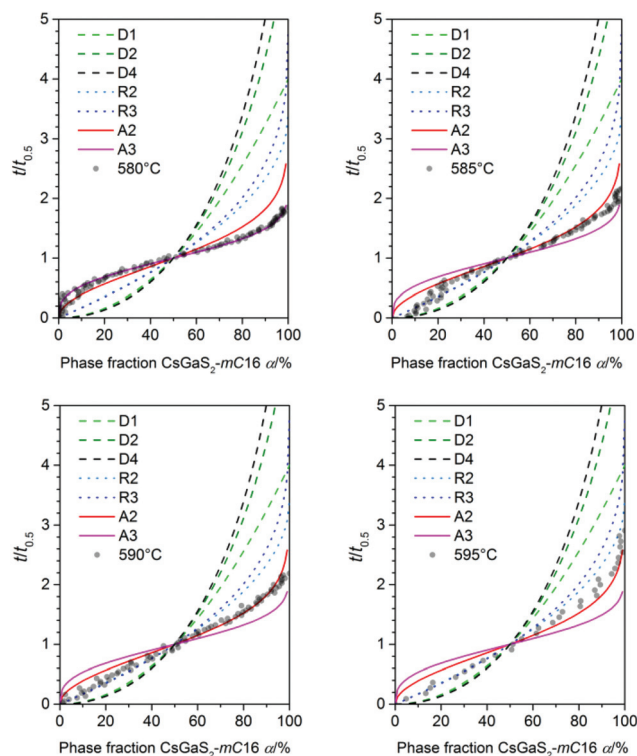 5
4
3
2
1
0
t/t0.5
D1
D2
D4
R2
R3
A2
A3
580°C
0 20 40 60 80 100
Phase fraction CsGaS2-mC16 α/%
5
4
3
2
1
0
t/t0.5
D1
D2
D4
R2
R3
A2
A3
585°C
0 20 40 60 80 100
Phase fraction CsGaS2-mC16 α/%
5
4
3
2
1
0
t/t0.5
D1
D2
D4
R2
R3
A2
A3
590°C
0 20 40 60 80 100
Phase fraction CsGaS2-mC16 α/%
5
4
3
2
1
0
t/t0.5
D1
D2
D4
R2
R3
A2
A3
595°C
0 20 40 60 80 100
Phase fraction CsGaS2-mC16 α/%